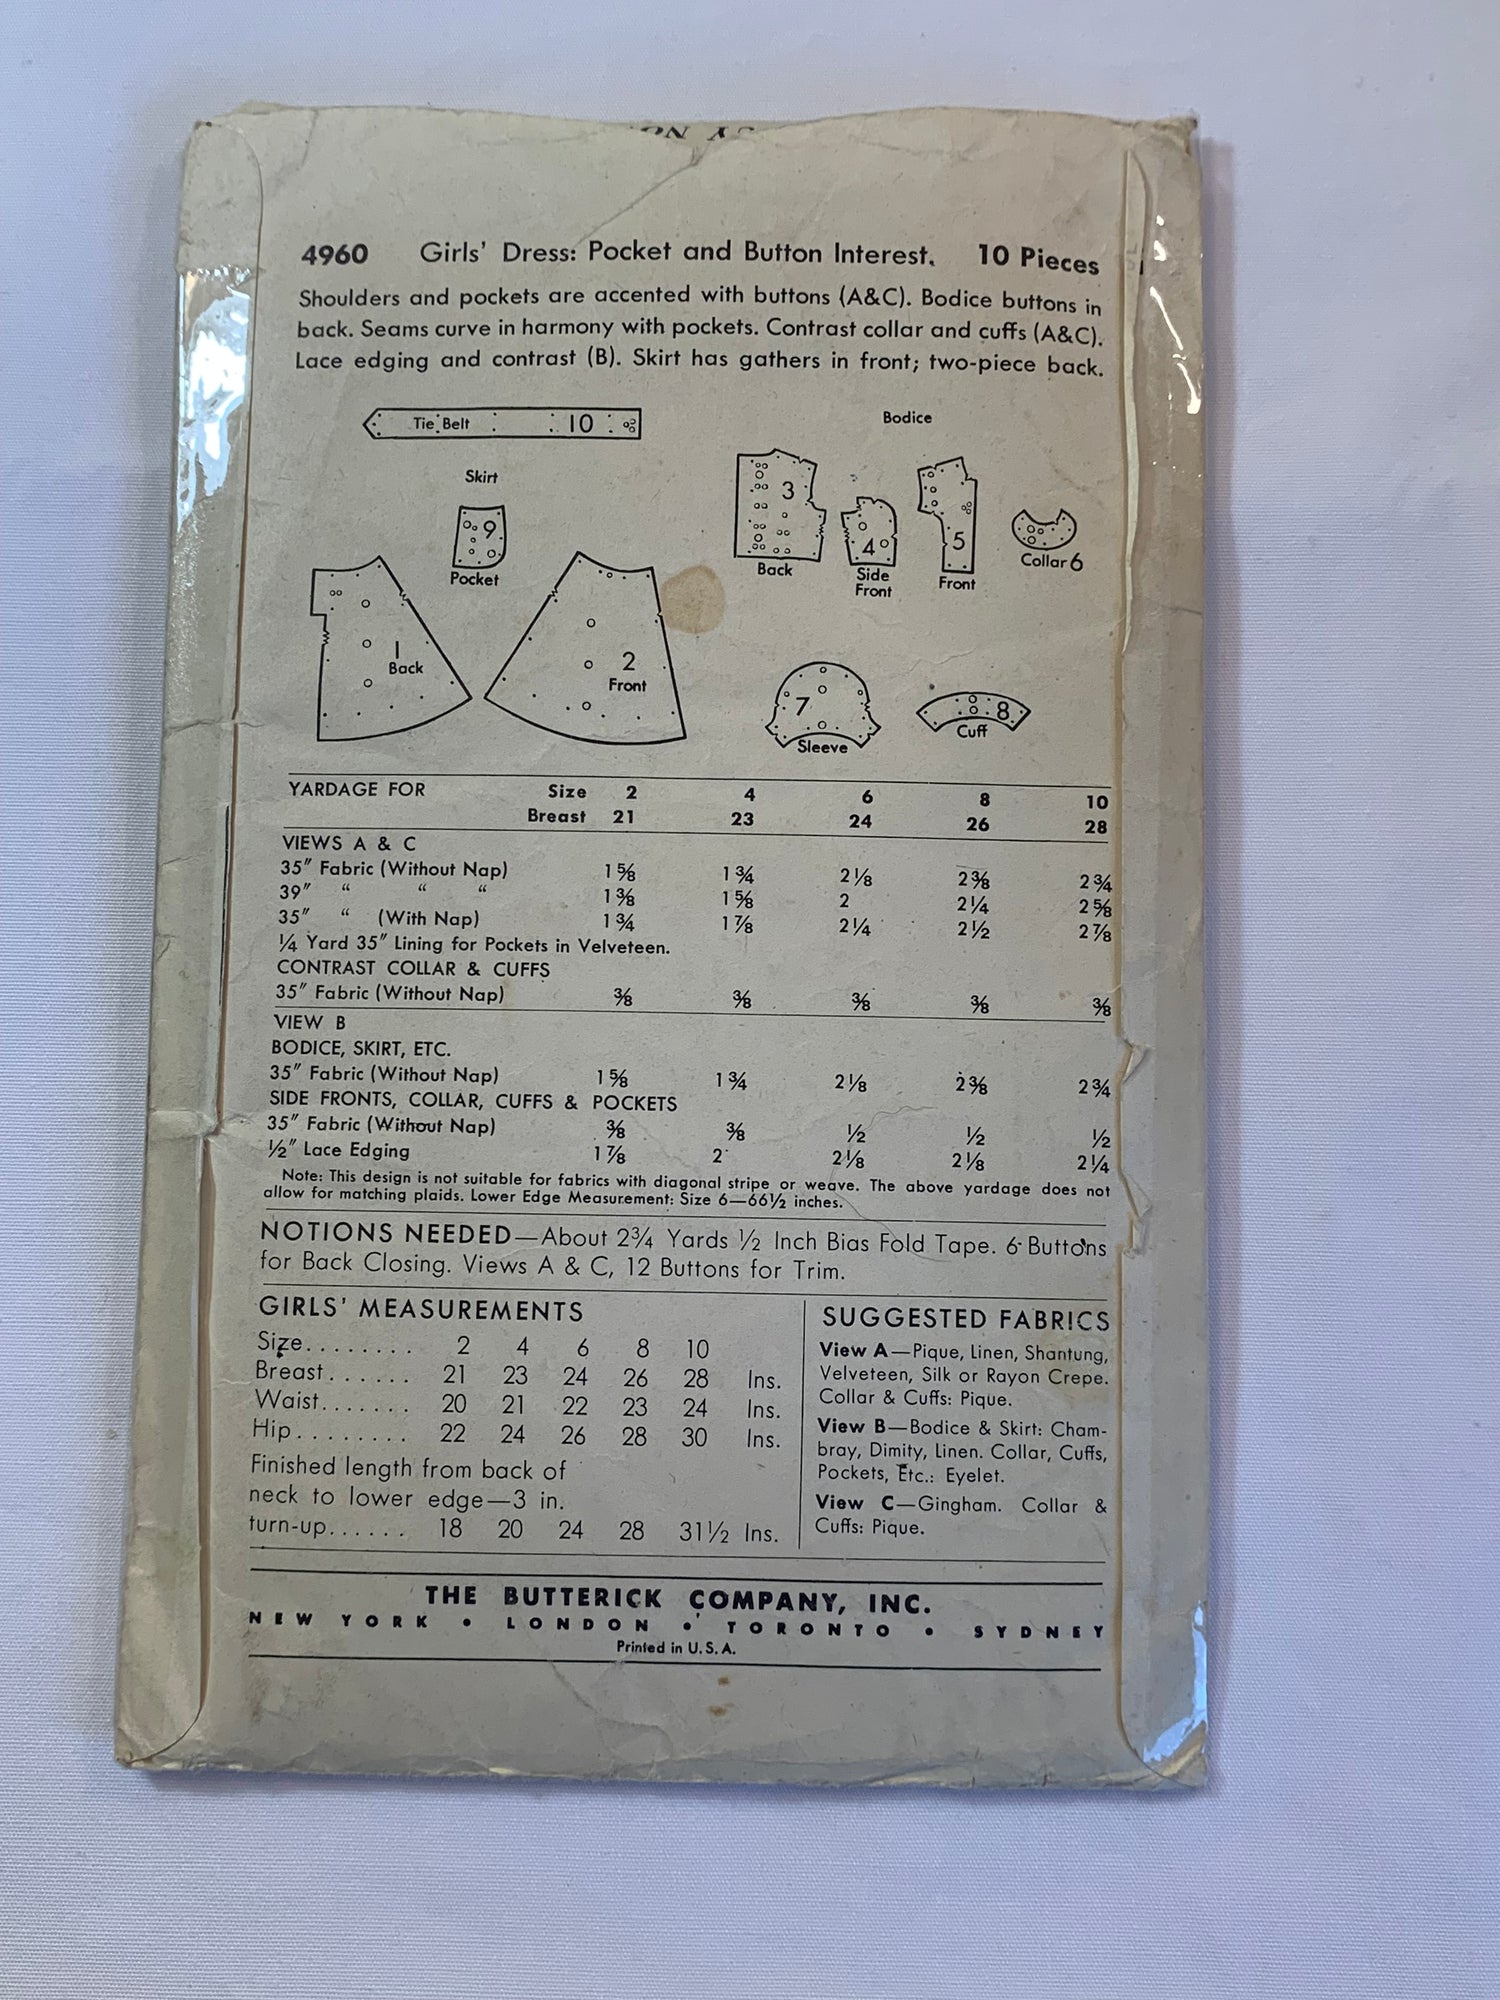 4960 Girls' Dress: Pocket and Button Interest. 10 Pieces
Shoulders and pockets are accented with buttons (A&C). Bodice buttons in
back. Seams curve in harmony with pockets. Contrast collar and cuffs (A&C).
Lace edging and contrast (B). Skirt has gathers in front; two-piece back.
Tie Belt 10
Bodice
Skirt
9
Pocket
3
Back
4
Side
Front
5
Front
Collar 6
1
Back
2
Front
7
Sleeve
8
Cuff
YARDAGE FOR Size 2 4 6 8 10
Breast 21 23 24 26 28
VIEWS A & C
35" Fabric (Without Nap) 1⅝ 1¾ 2⅛ 2⅜ 2¾
39" " " " 1⅜ 1⅝ 2 2¼ 2⅝
35" " (With Nap) 1¾ 1⅞ 2¼ 2½ 2⅞
¼ Yard 35" Lining for Pockets in Velveteen.
CONTRAST COLLAR & CUFFS
35" Fabric (Without Nap) ⅜ ⅜ ⅜ ⅜ ⅜
VIEW B
BODICE, SKIRT, ETC.
35" Fabric (Without Nap) 1⅝ 1¾ 2⅛ 2⅜ 2¾
SIDE FRONTS, COLLAR, CUFFS & POCKETS
35" Fabric (Without Nap) ⅜ ⅜ ½ ½ ½
½" Lace Edging 1⅞ 2 2⅛ 2⅛ 2¼
Note: This design is not suitable for fabrics with diagonal stripe or weave. The above yardage does not
allow for matching plaids. Lower Edge Measurement: Size 6—66½ inches.
NOTIONS NEEDED—About 2¾ Yards ½ Inch Bias Fold Tape. 6 Buttons
for Back Closing. Views A & C, 12 Buttons for Trim.
GIRLS' MEASUREMENTS
Size........ 2 4 6 8 10
Breast...... 21 23 24 26 28 Ins.
Waist....... 20 21 22 23 24 Ins.
Hip........ 22 24 26 28 30 Ins.
Finished length from back of
neck to lower edge—3 in.
turn-up...... 18 20 24 28 31½ Ins.
SUGGESTED FABRICS
View A—Pique, Linen, Shantung,
Velveteen, Silk or Rayon Crepe.
Collar & Cuffs: Pique.
View B—Bodice & Skirt: Cham-
bray, Dimity, Linen. Collar, Cuffs,
Pockets, Etc.: Eyelet.
View C—Gingham. Collar &
Cuffs: Pique.
THE BUTTERICK COMPANY, INC.
NEW YORK • LONDON • TORONTO • SYDNEY
Printed in U.S.A.